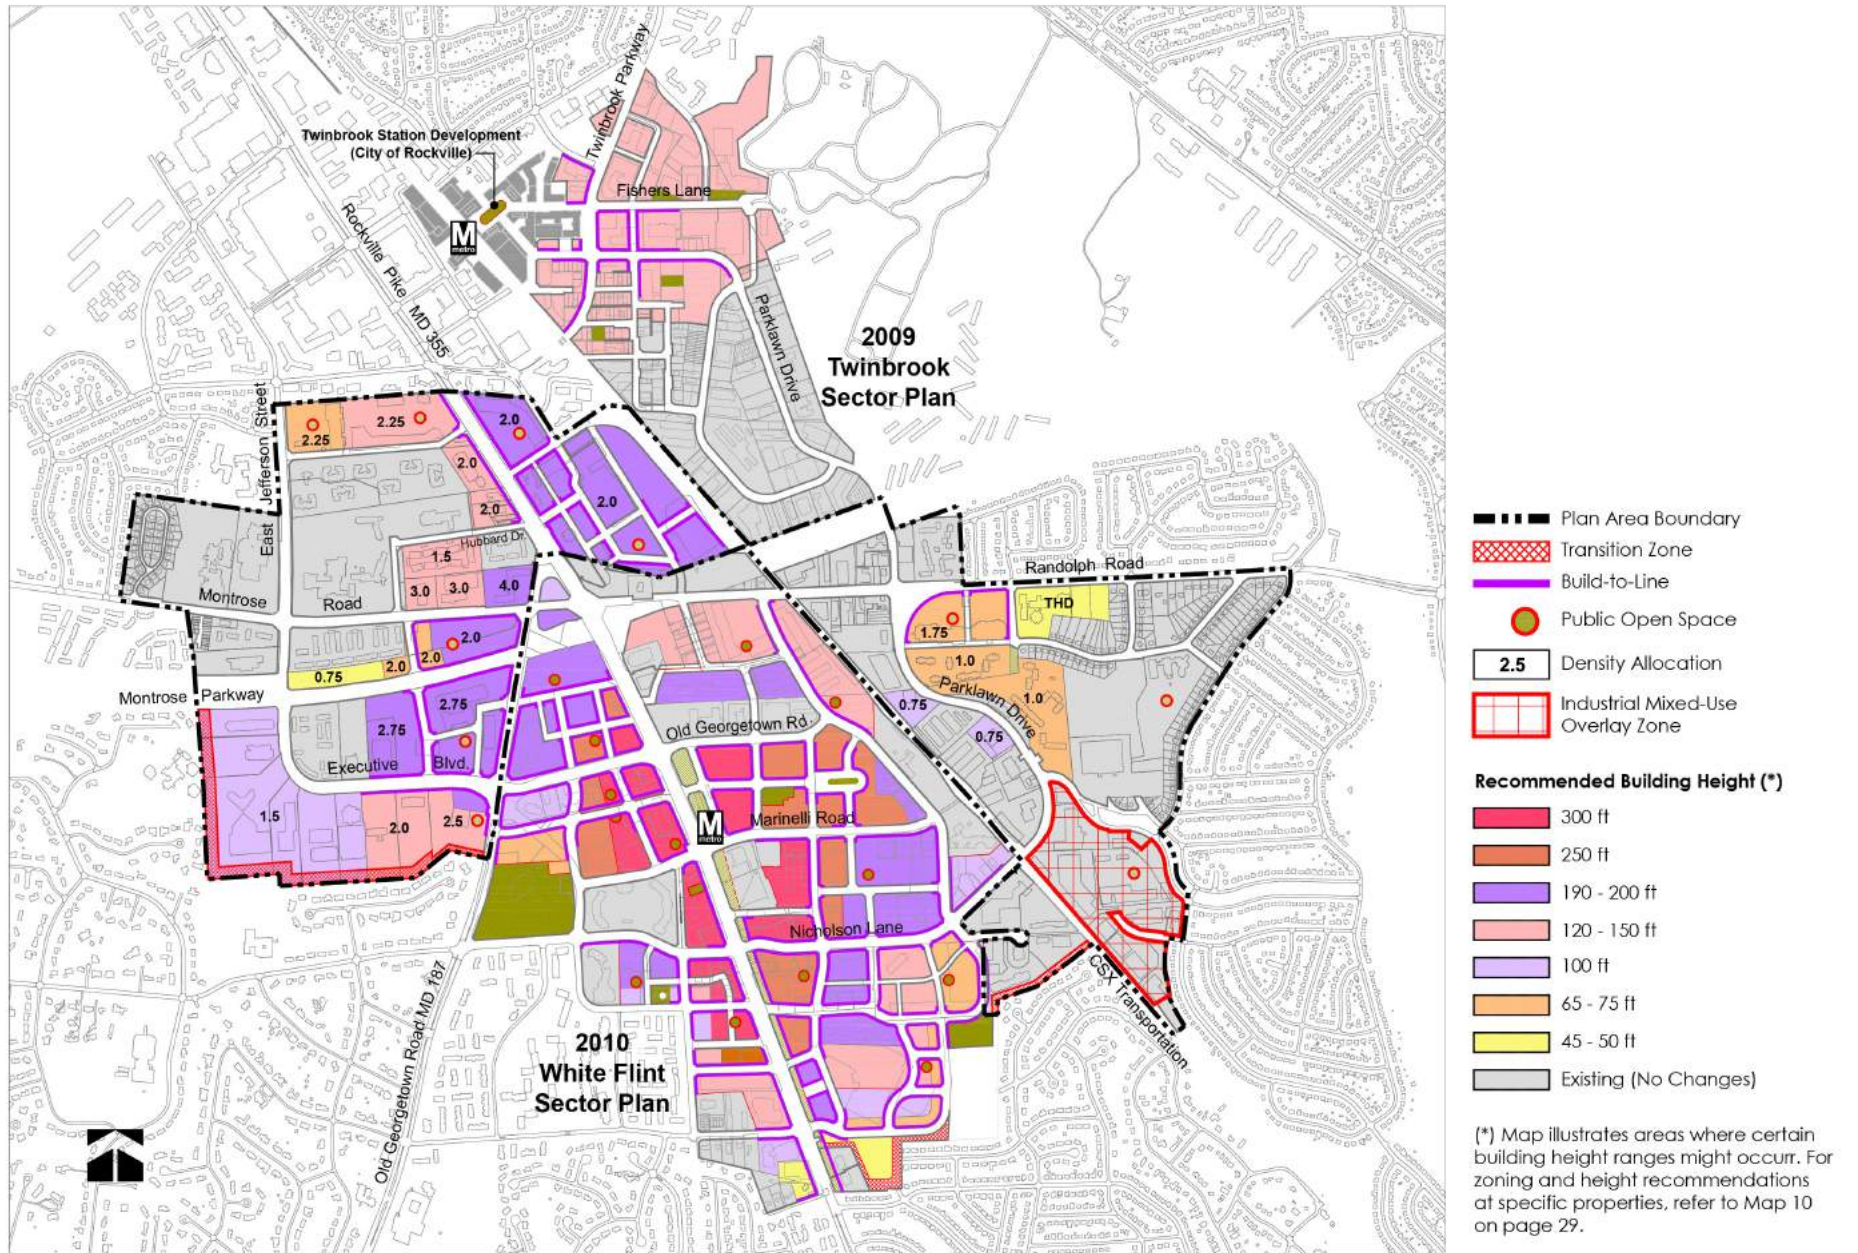 Twinbrook Parkway
Twinbrook Station Development
(City of Rockville)
Fishers Lane
M
metro
Rockville Pike MD 355
Parklawn Drive
2009
Twinbrook
Sector Plan
East Jefferson Street
2.25
2.25
2.0
2.0
2.0
2.0
Hubbard Dr.
1.5
3.0
3.0
4.0
Randolph Road
Montrose Road
THD
1.75
2.0
2.0
2.0
0.75
1.0
1.0
Parklawn Drive
Montrose Parkway
0.75
0.75
2.75
2.75
Old Georgetown Rd.
Executive Blvd.
1.5
2.0
2.5
M
metro
Marinelli Road
Nicholson Lane
CSX Transportation
Old Georgetown Road MD 187
2010
White Flint
Sector Plan
Plan Area Boundary
Transition Zone
Build-to-Line
Public Open Space
2.5 Density Allocation
Industrial Mixed-Use
Overlay Zone
Recommended Building Height (*)
300 ft
250 ft
190 - 200 ft
120 - 150 ft
100 ft
65 - 75 ft
45 - 50 ft
Existing (No Changes)
(*) Map illustrates areas where certain
building height ranges might occurr. For
zoning and height recommendations
at specific properties, refer to Map 10
on page 29.